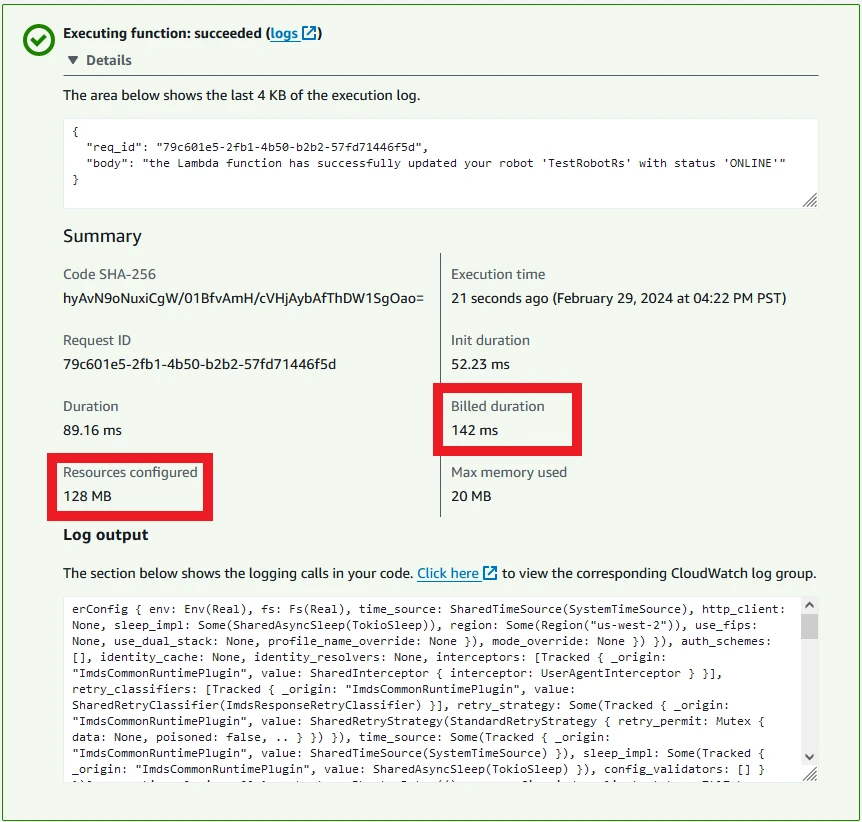 Executing function: succeeded (logs)
Details
The area below shows the last 4 KB of the execution log.
{
"req_id": "79c601e5-2fb1-4b50-b2b2-57fd71446f5d",
"body": "the Lambda function has successfully updated your robot 'TestRobotRs' with status 'ONLINE'"
}
Summary
Code SHA-256
hyAvN9oNuxiCgW/01BfvAmH/cVHjAybAfThDW1SgOao=
Execution time
21 seconds ago (February 29, 2024 at 04:22 PM PST)
Request ID
79c601e5-2fb1-4b50-b2b2-57fd71446f5d
Init duration
52.23 ms
Duration
89.16 ms
Billed duration
142 ms
Resources configured
128 MB
Max memory used
20 MB
Log output
The section below shows the logging calls in your code. Click here to view the corresponding CloudWatch log group.
erConfig { env: Env(Real), fs: Fs(Real), time_source: SharedTimeSource(SystemTimeSource), http_client:
None, sleep_impl: Some(SharedAsyncSleep(TokioSleep)), region: Some(Region("us-west-2")), use_fips:
None, use_dual_stack: None, profile_name_override: None }), mode_override: None }) }), auth_schemes:
[], identity_cache: None, identity_resolvers: None, interceptors: [Tracked { _origin:
"ImdsCommonRuntimePlugin", value: SharedInterceptor { interceptor: UserAgentInterceptor } }],
retry_classifiers: [Tracked { _origin: "ImdsCommonRuntimePlugin", value:
SharedRetryClassifier(ImdsResponseRetryClassifier) }], retry_strategy: Some(Tracked { _origin:
"ImdsCommonRuntimePlugin", value: SharedRetryStrategy(StandardRetryStrategy { retry_permit: Mutex {
data: None, poisoned: false, .. } }) }), time_source: Some(Tracked { _origin:
"ImdsCommonRuntimePlugin", value: SharedTimeSource(SystemTimeSource) }), sleep_impl: Some(Tracked {
_origin: "ImdsCommonRuntimePlugin", value: SharedAsyncSleep(TokioSleep) }), config_validators: [] }